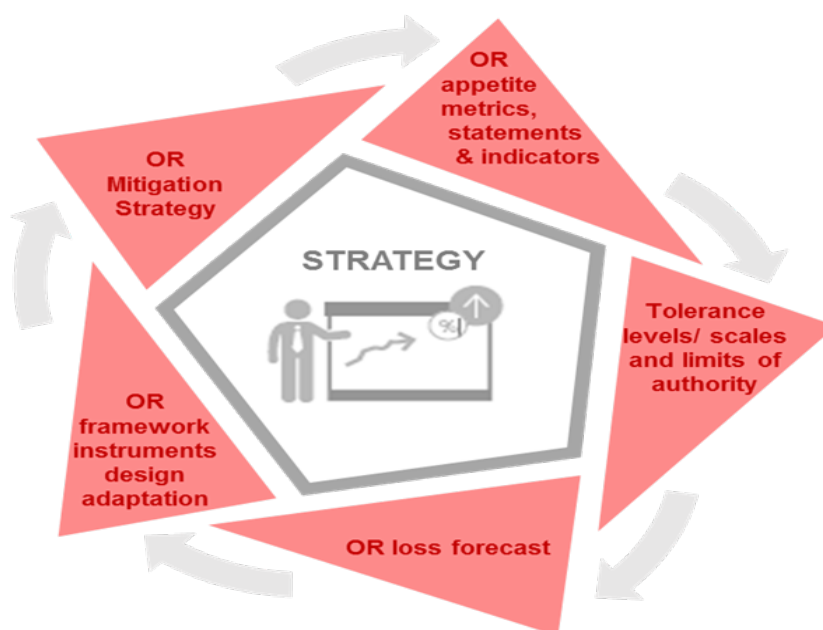 OR
appetite
metrics,
statements
& indicators
OR
Mitigation
Strategy
STRATEGY
%
Tolerance
levels/ scales
and limits of
authority
OR
framework
instruments
design
adaptation
OR loss forecast